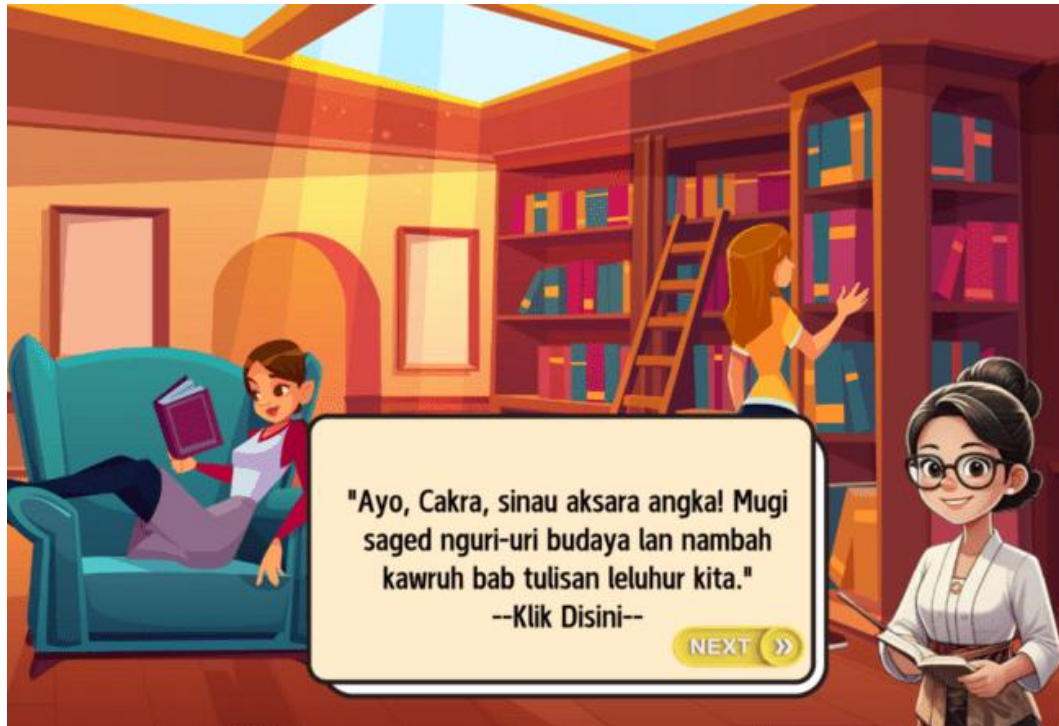 "Ayo, Cakra, sinau aksara angka! Mugi
saged nguri-uri budaya lan nambah
kawruh bab tulisan leluhur kita."
--Klik Disini--
NEXT »